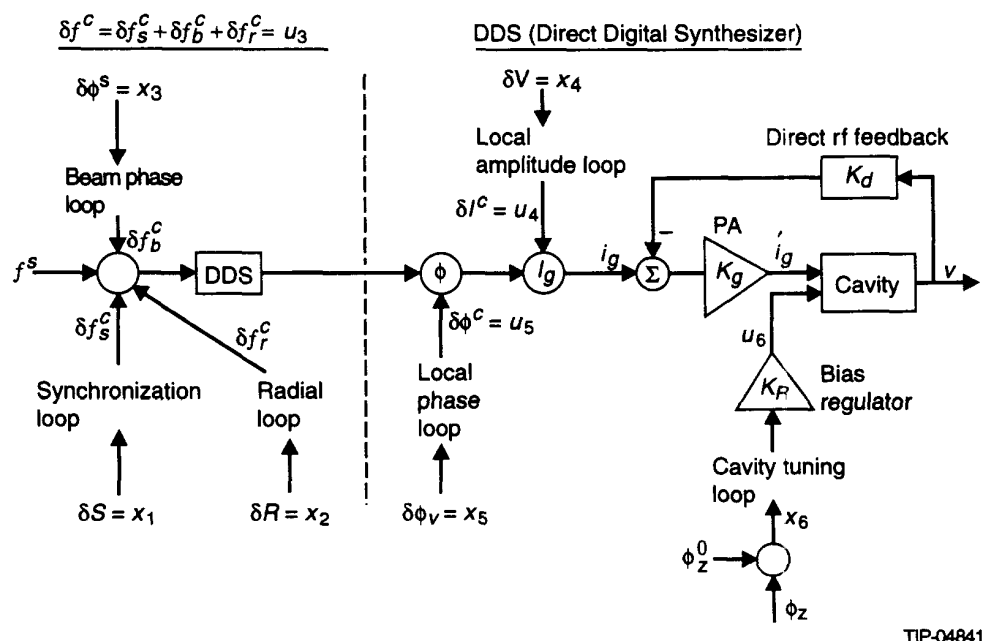 δf^c = δf_s^c + δf_b^c + δf_r^c = u_3
DDS (Direct Digital Synthesizer)
δϕ^s = x_3
δV = x_4
Local
amplitude loop
Direct rf feedback
K_d
Beam phase
loop
δI^c = u_4
PA
δf_b^c
f^s
DDS
ϕ
I_g
i_g
−
Σ
K_g
i_g'
Cavity
v
δf_s^c
δf_r^c
δϕ^c = u_5
u_6
Synchronization
loop
Radial
loop
Local
phase
loop
K_R
Bias
regulator
Cavity tuning
loop
δS = x_1
δR = x_2
δϕ_v = x_5
x_6
ϕ_z^0
ϕ_z
TIP-04841